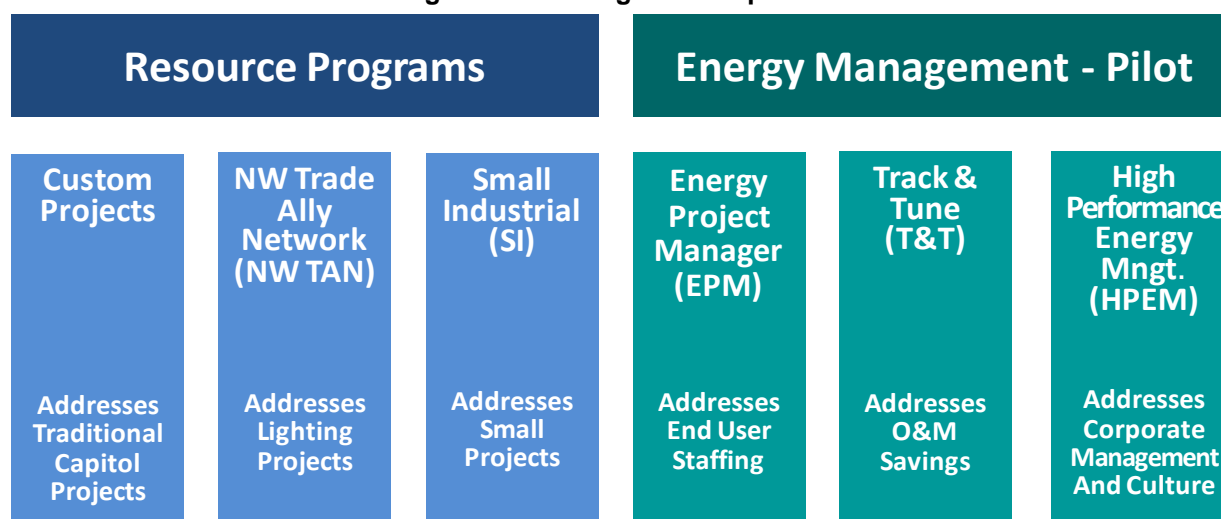 Resource Programs
Energy Management - Pilot
Custom
Projects
Addresses
Traditional
Capitol
Projects
NW Trade
Ally
Network
(NW TAN)
Addresses
Lighting
Projects
Small
Industrial
(SI)
Addresses
Small
Projects
Energy
Project
Manager
(EPM)
Addresses
End User
Staffing
Track &
Tune
(T&T)
Addresses
O&M
Savings
High
Performance
Energy
Mngt.
(HPEM)
Addresses
Corporate
Management
And Culture